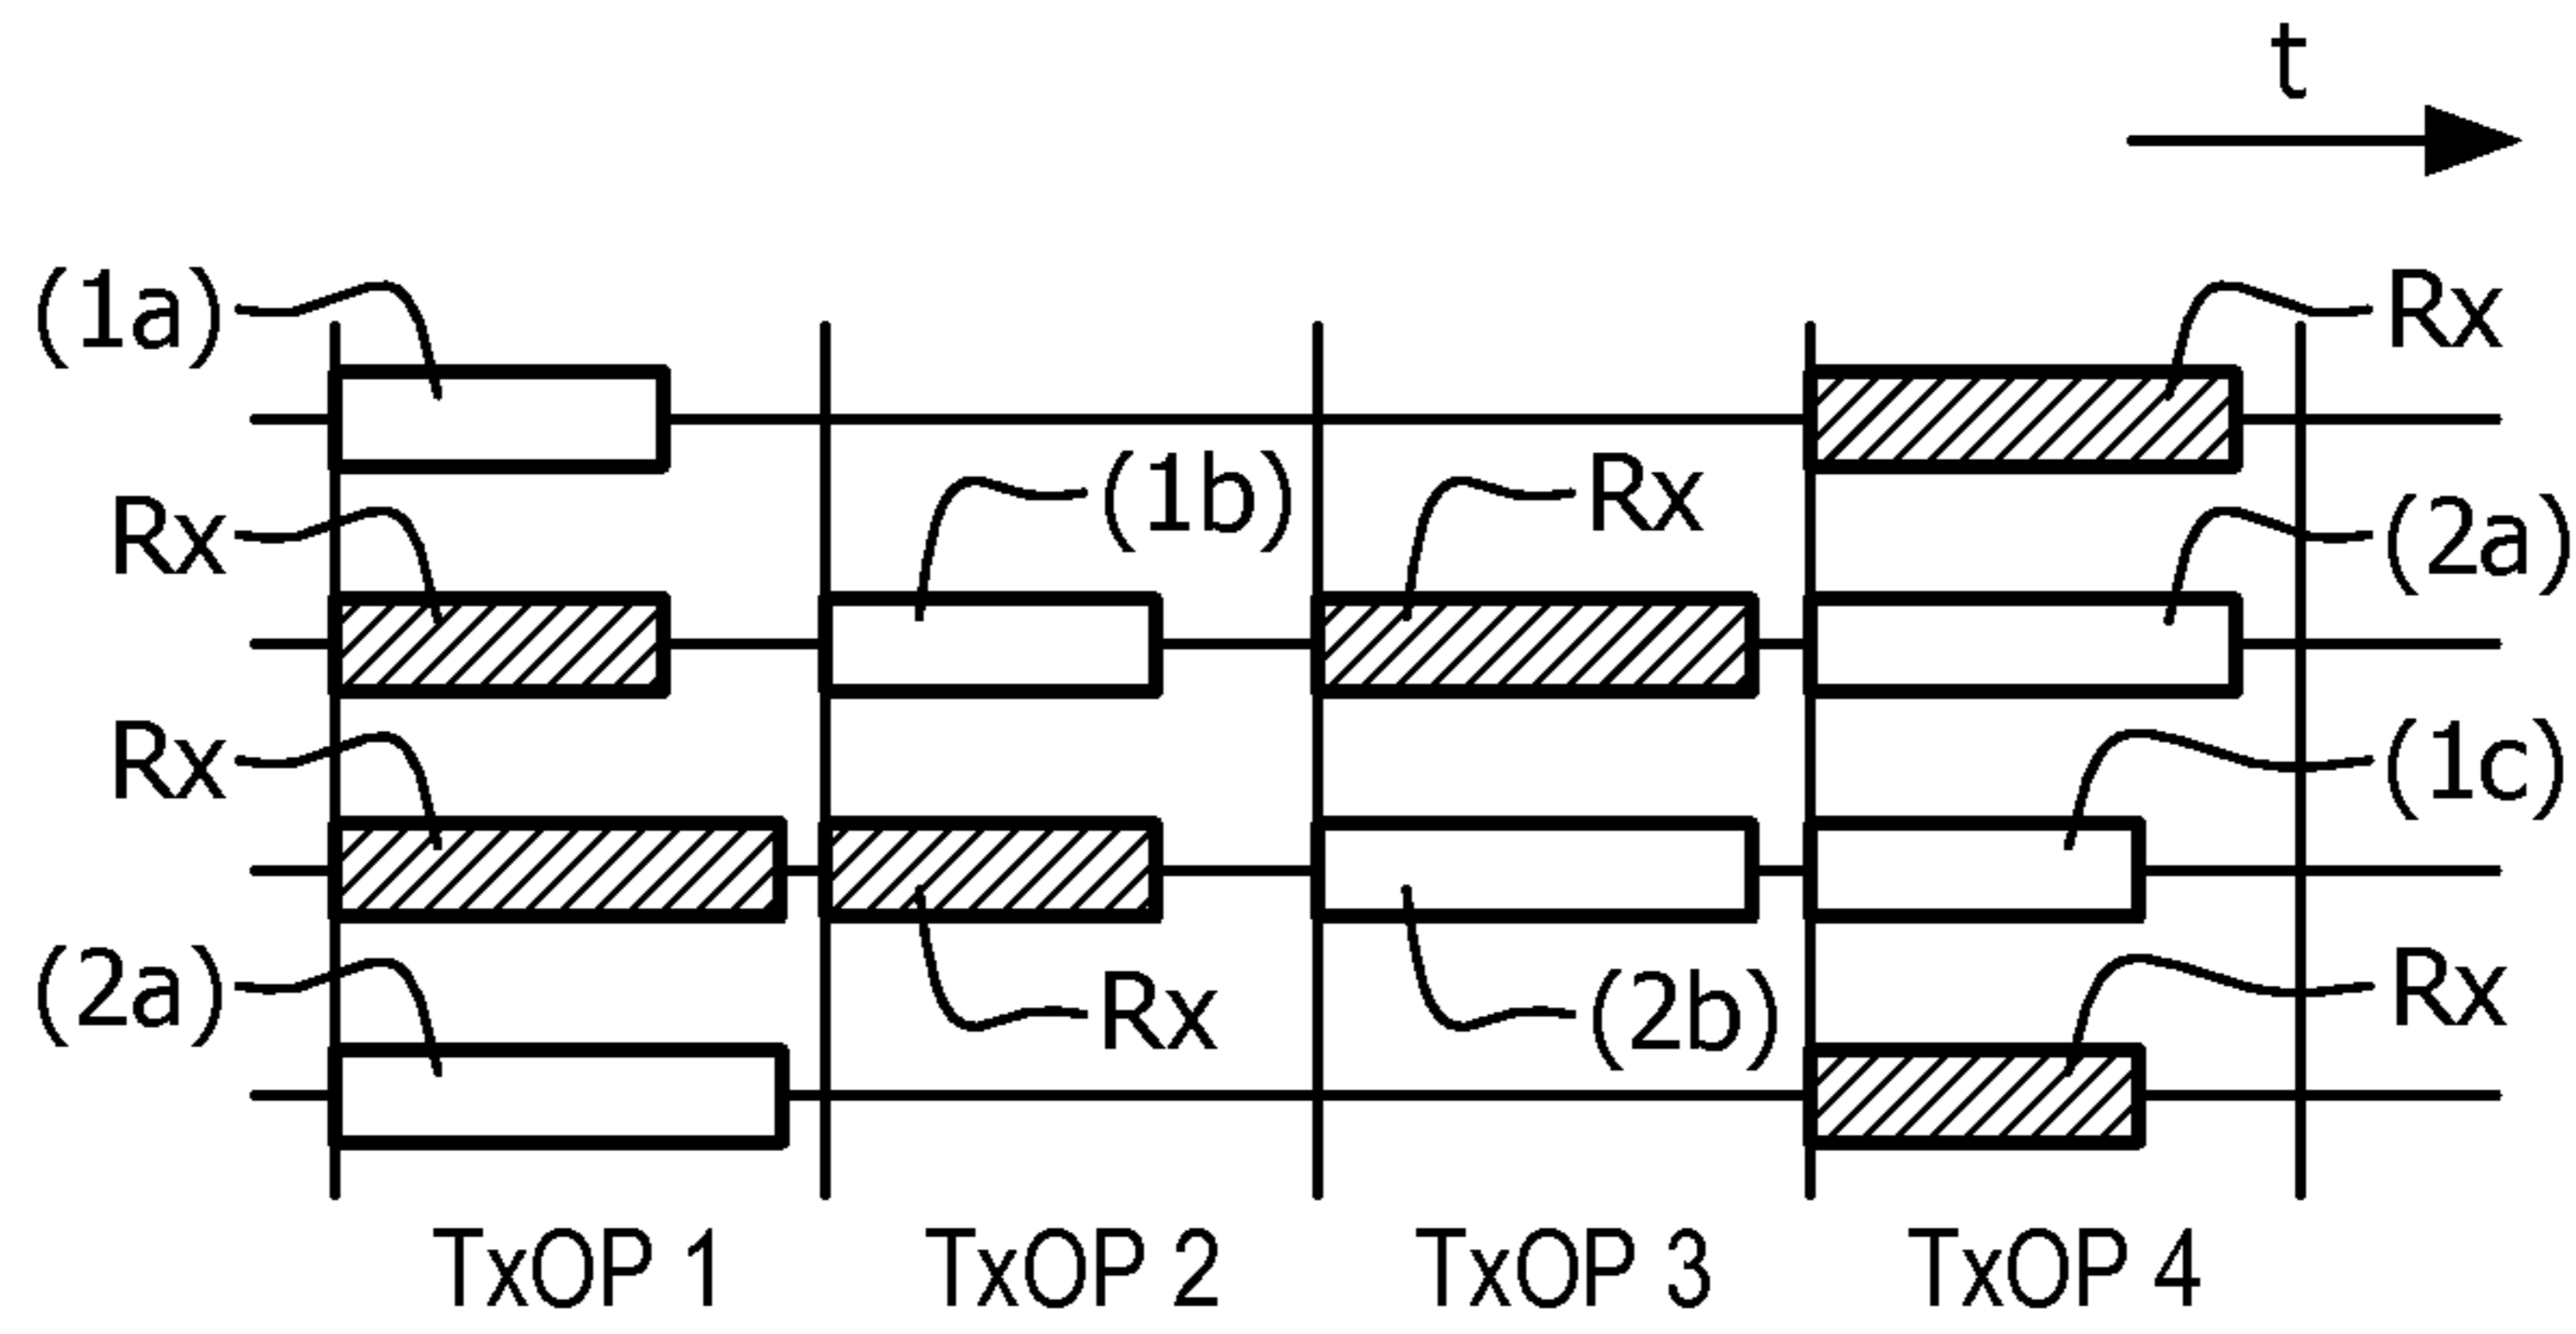 t
(1a)
Rx
(1b)
Rx
Rx
(2a)
Rx
(1c)
(2a)
Rx
(2b)
Rx
TxOP 1
TxOP 2
TxOP 3
TxOP 4